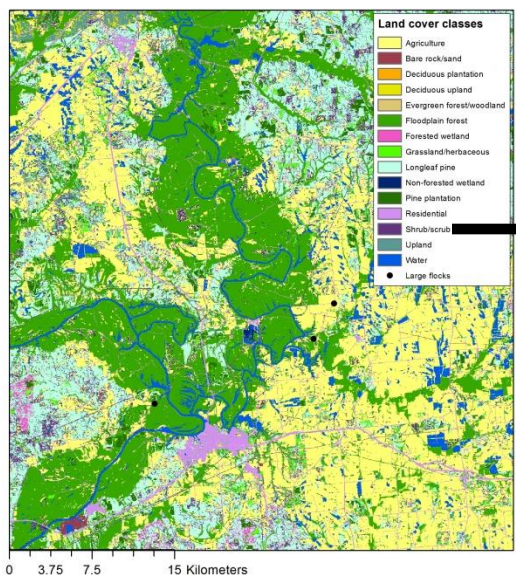 Land cover classes
Agriculture
Bare rock/sand
Deciduous plantation
Deciduous upland
Evergreen forest/woodland
Floodplain forest
Forested wetland
Grassland/herbaceous
Longleaf pine
Non-forested wetland
Pine plantation
Residential
Shrub/scrub
Upland
Water
Large flocks
0 3.75 7.5 15 Kilometers